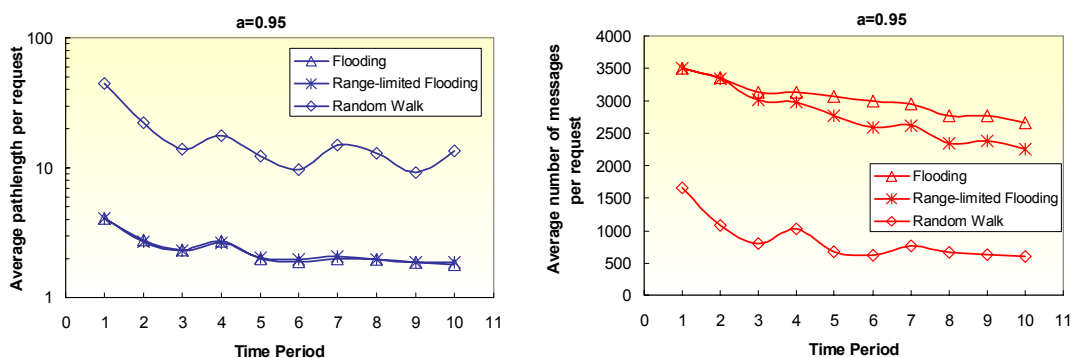 a=0.95
Average pathlength per request
100
10
1
Flooding
Range-limited Flooding
Random Walk
0 1 2 3 4 5 6 7 8 9 10 11
Time Period
a=0.95
Average number of messages
per request
4000
3500
3000
2500
2000
1500
1000
500
0
Flooding
Range-limited Flooding
Random Walk
0 1 2 3 4 5 6 7 8 9 10 11
Time Period